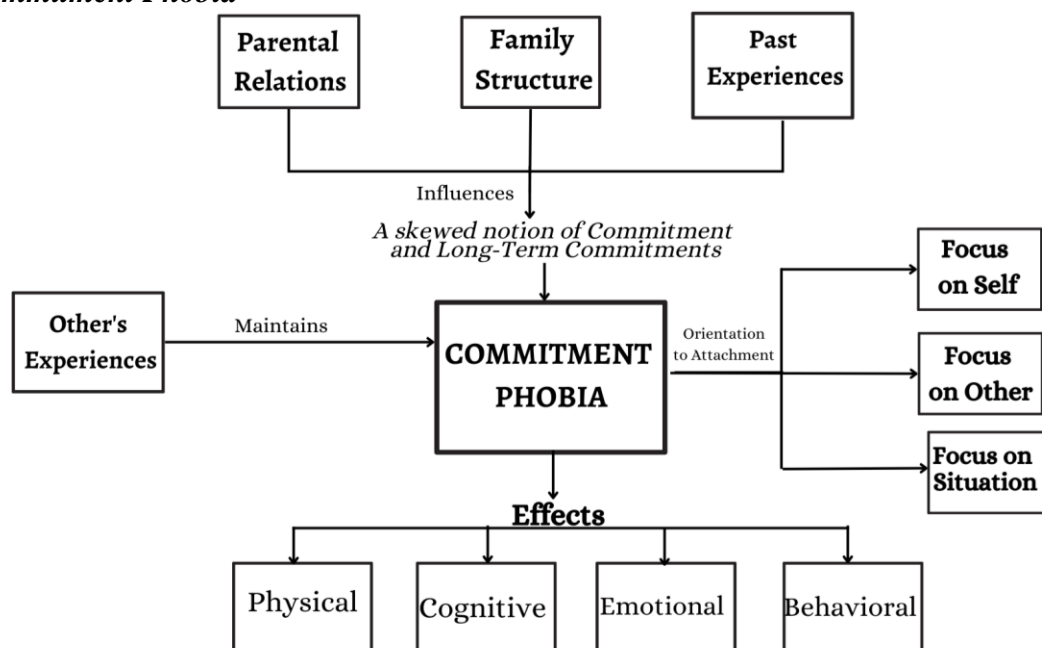 Parental
Relations
Family
Structure
Past
Experiences
Influences
A skewed notion of Commitment
and Long-Term Commitments
Other's
Experiences
Maintains
COMMITMENT
PHOBIA
Orientation
to Attachment
Focus
on Self
Focus
on Other
Focus on
Situation
Effects
Physical
Cognitive
Emotional
Behavioral